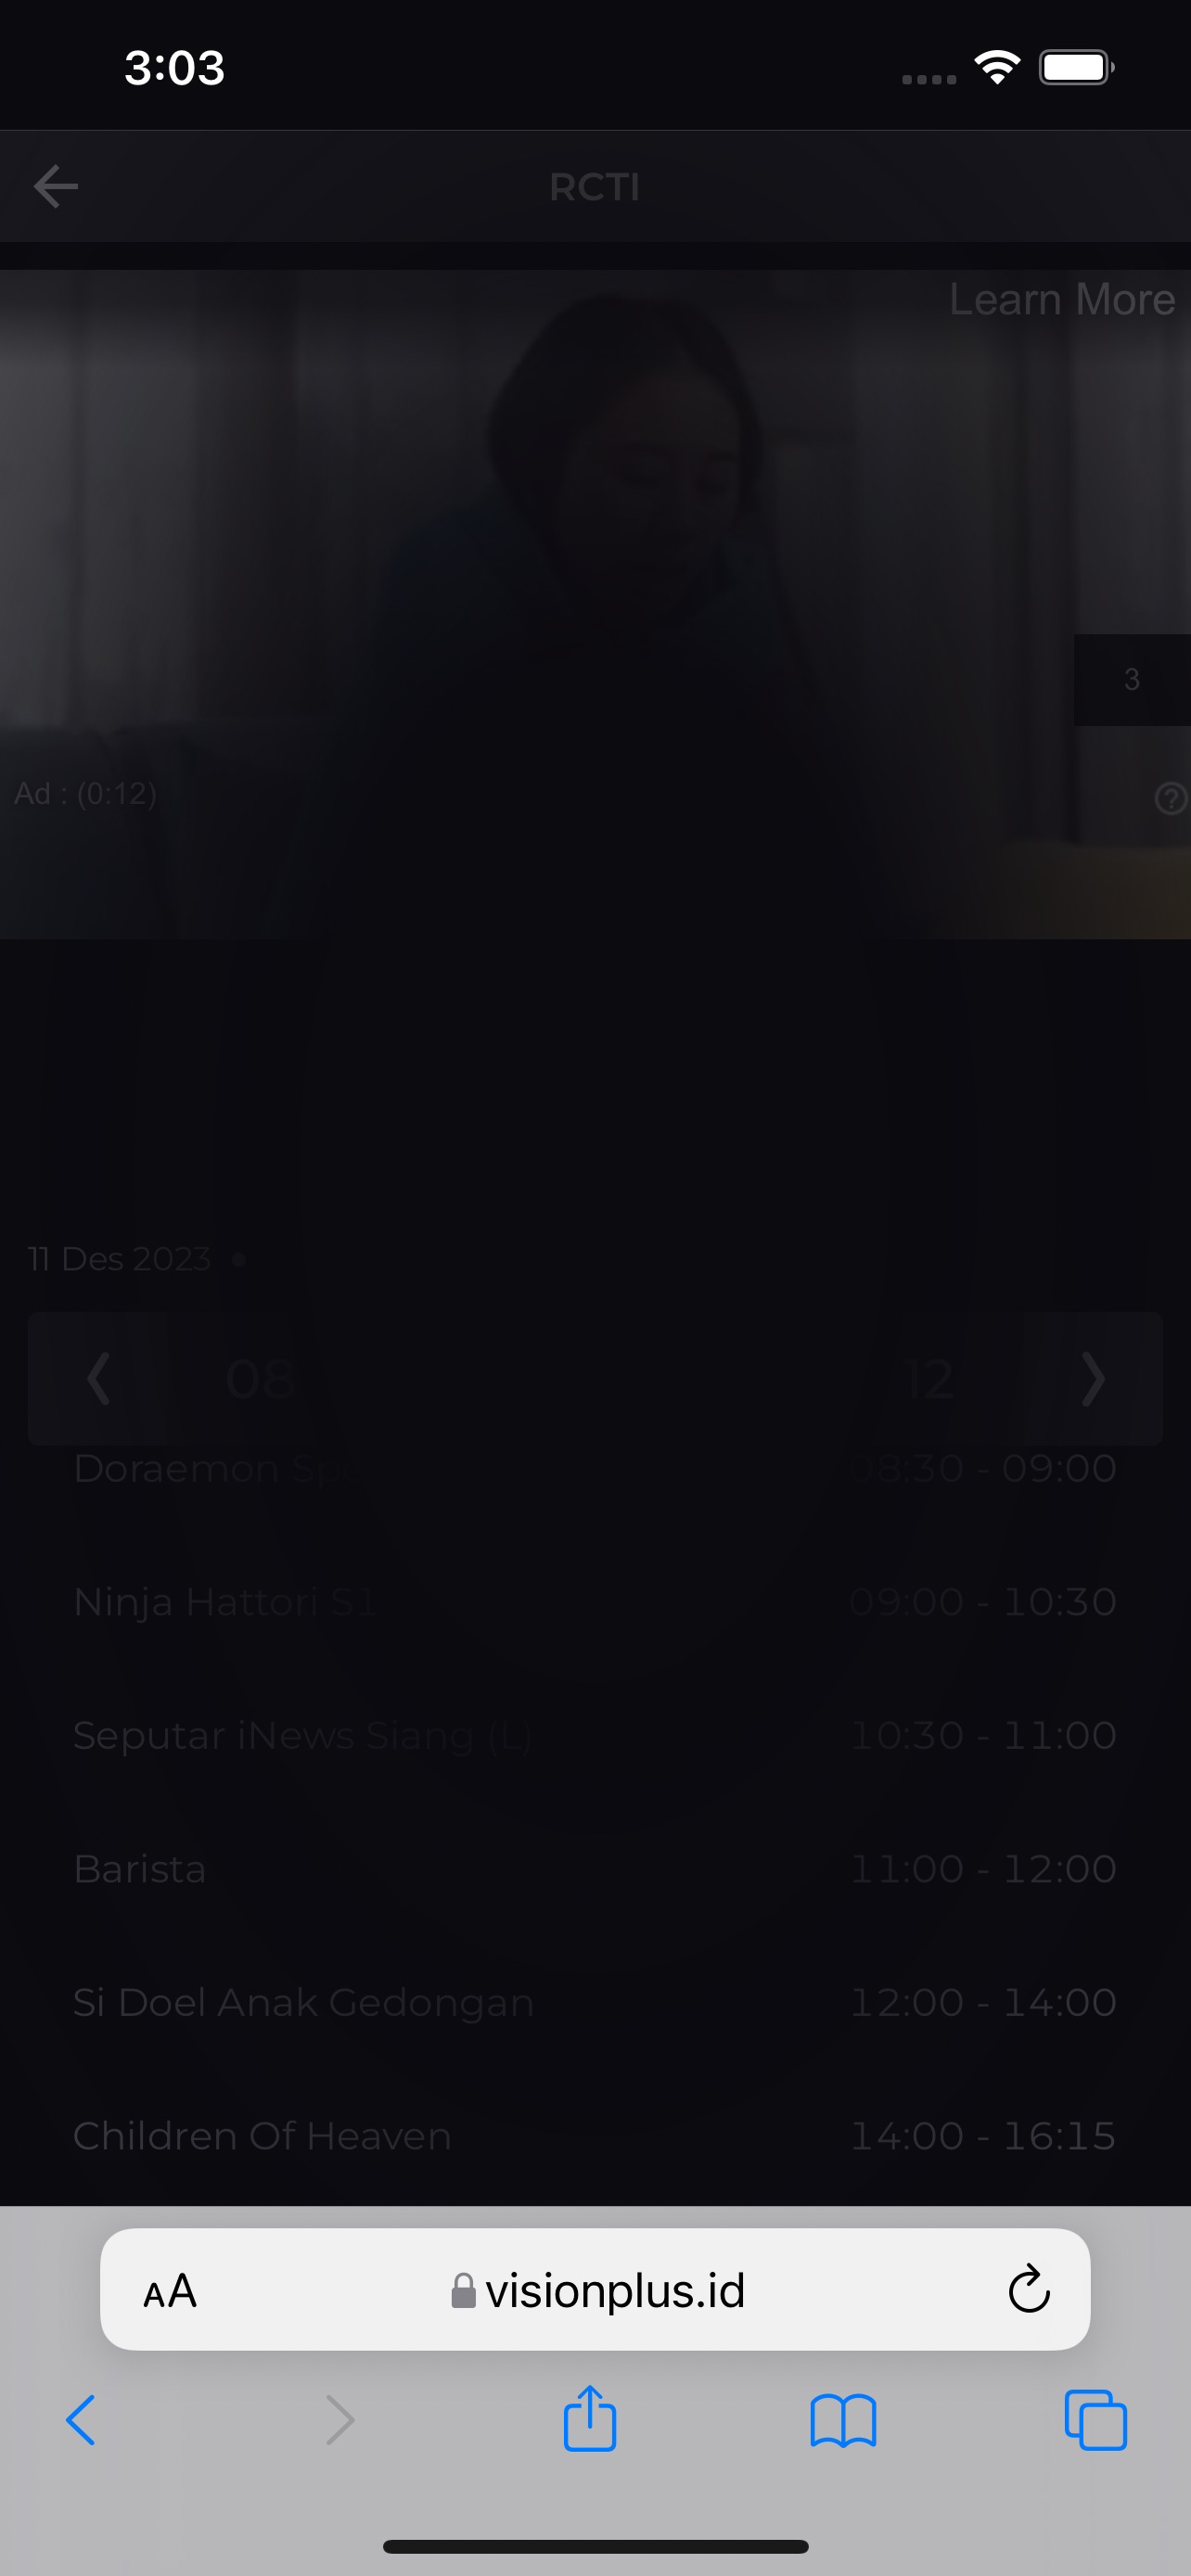 3:03
RCTI
Learn More
3
Ad : (0:12)
11 Des 2023
08 12
Doraemon 08:30 - 09:00
Ninja Hattori S1 09:00 - 10:30
Seputar iNews Siang (L) 10:30 - 11:00
Barista 11:00 - 12:00
Si Doel Anak Gedongan 12:00 - 14:00
Children Of Heaven 14:00 - 16:15
AA visionplus.id